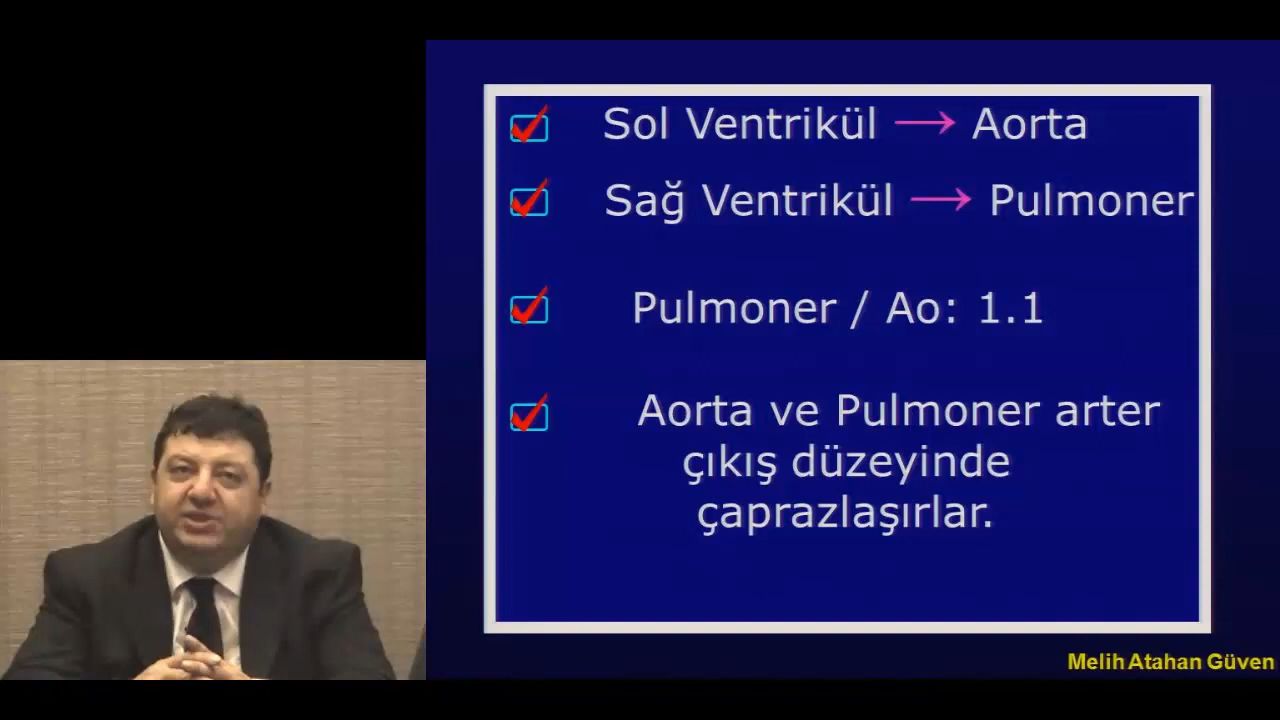 Sol Ventrikül → Aorta
Sağ Ventrikül → Pulmoner
Pulmoner / Ao: 1.1
Aorta ve Pulmoner arter
çıkış düzeyinde
çaprazlaşırlar.
Melih Atahan Güven